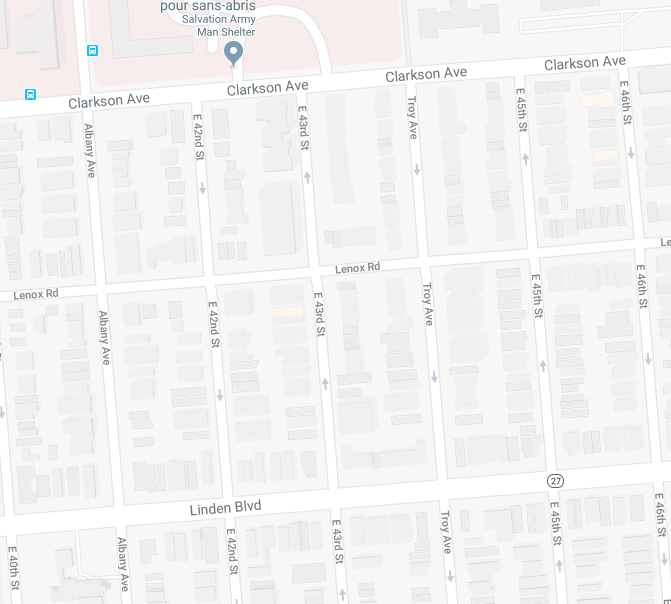 pour sans-abris
Salvation Army
Man Shelter
Clarkson Ave
Clarkson Ave
Clarkson Ave
Clarkson Ave
Albany Ave
E 42nd St
E 43rd St
Troy Ave
E 45th St
E 46th St
Lenox Rd
Lenox Rd
Le
Albany Ave
E 42nd St
E 43rd St
Troy Ave
E 45th St
E 46th St
Linden Blvd
27
E 40th St
Albany Ave
E 42nd St
E 43rd St
Troy Ave
E 45th St
E 46th St